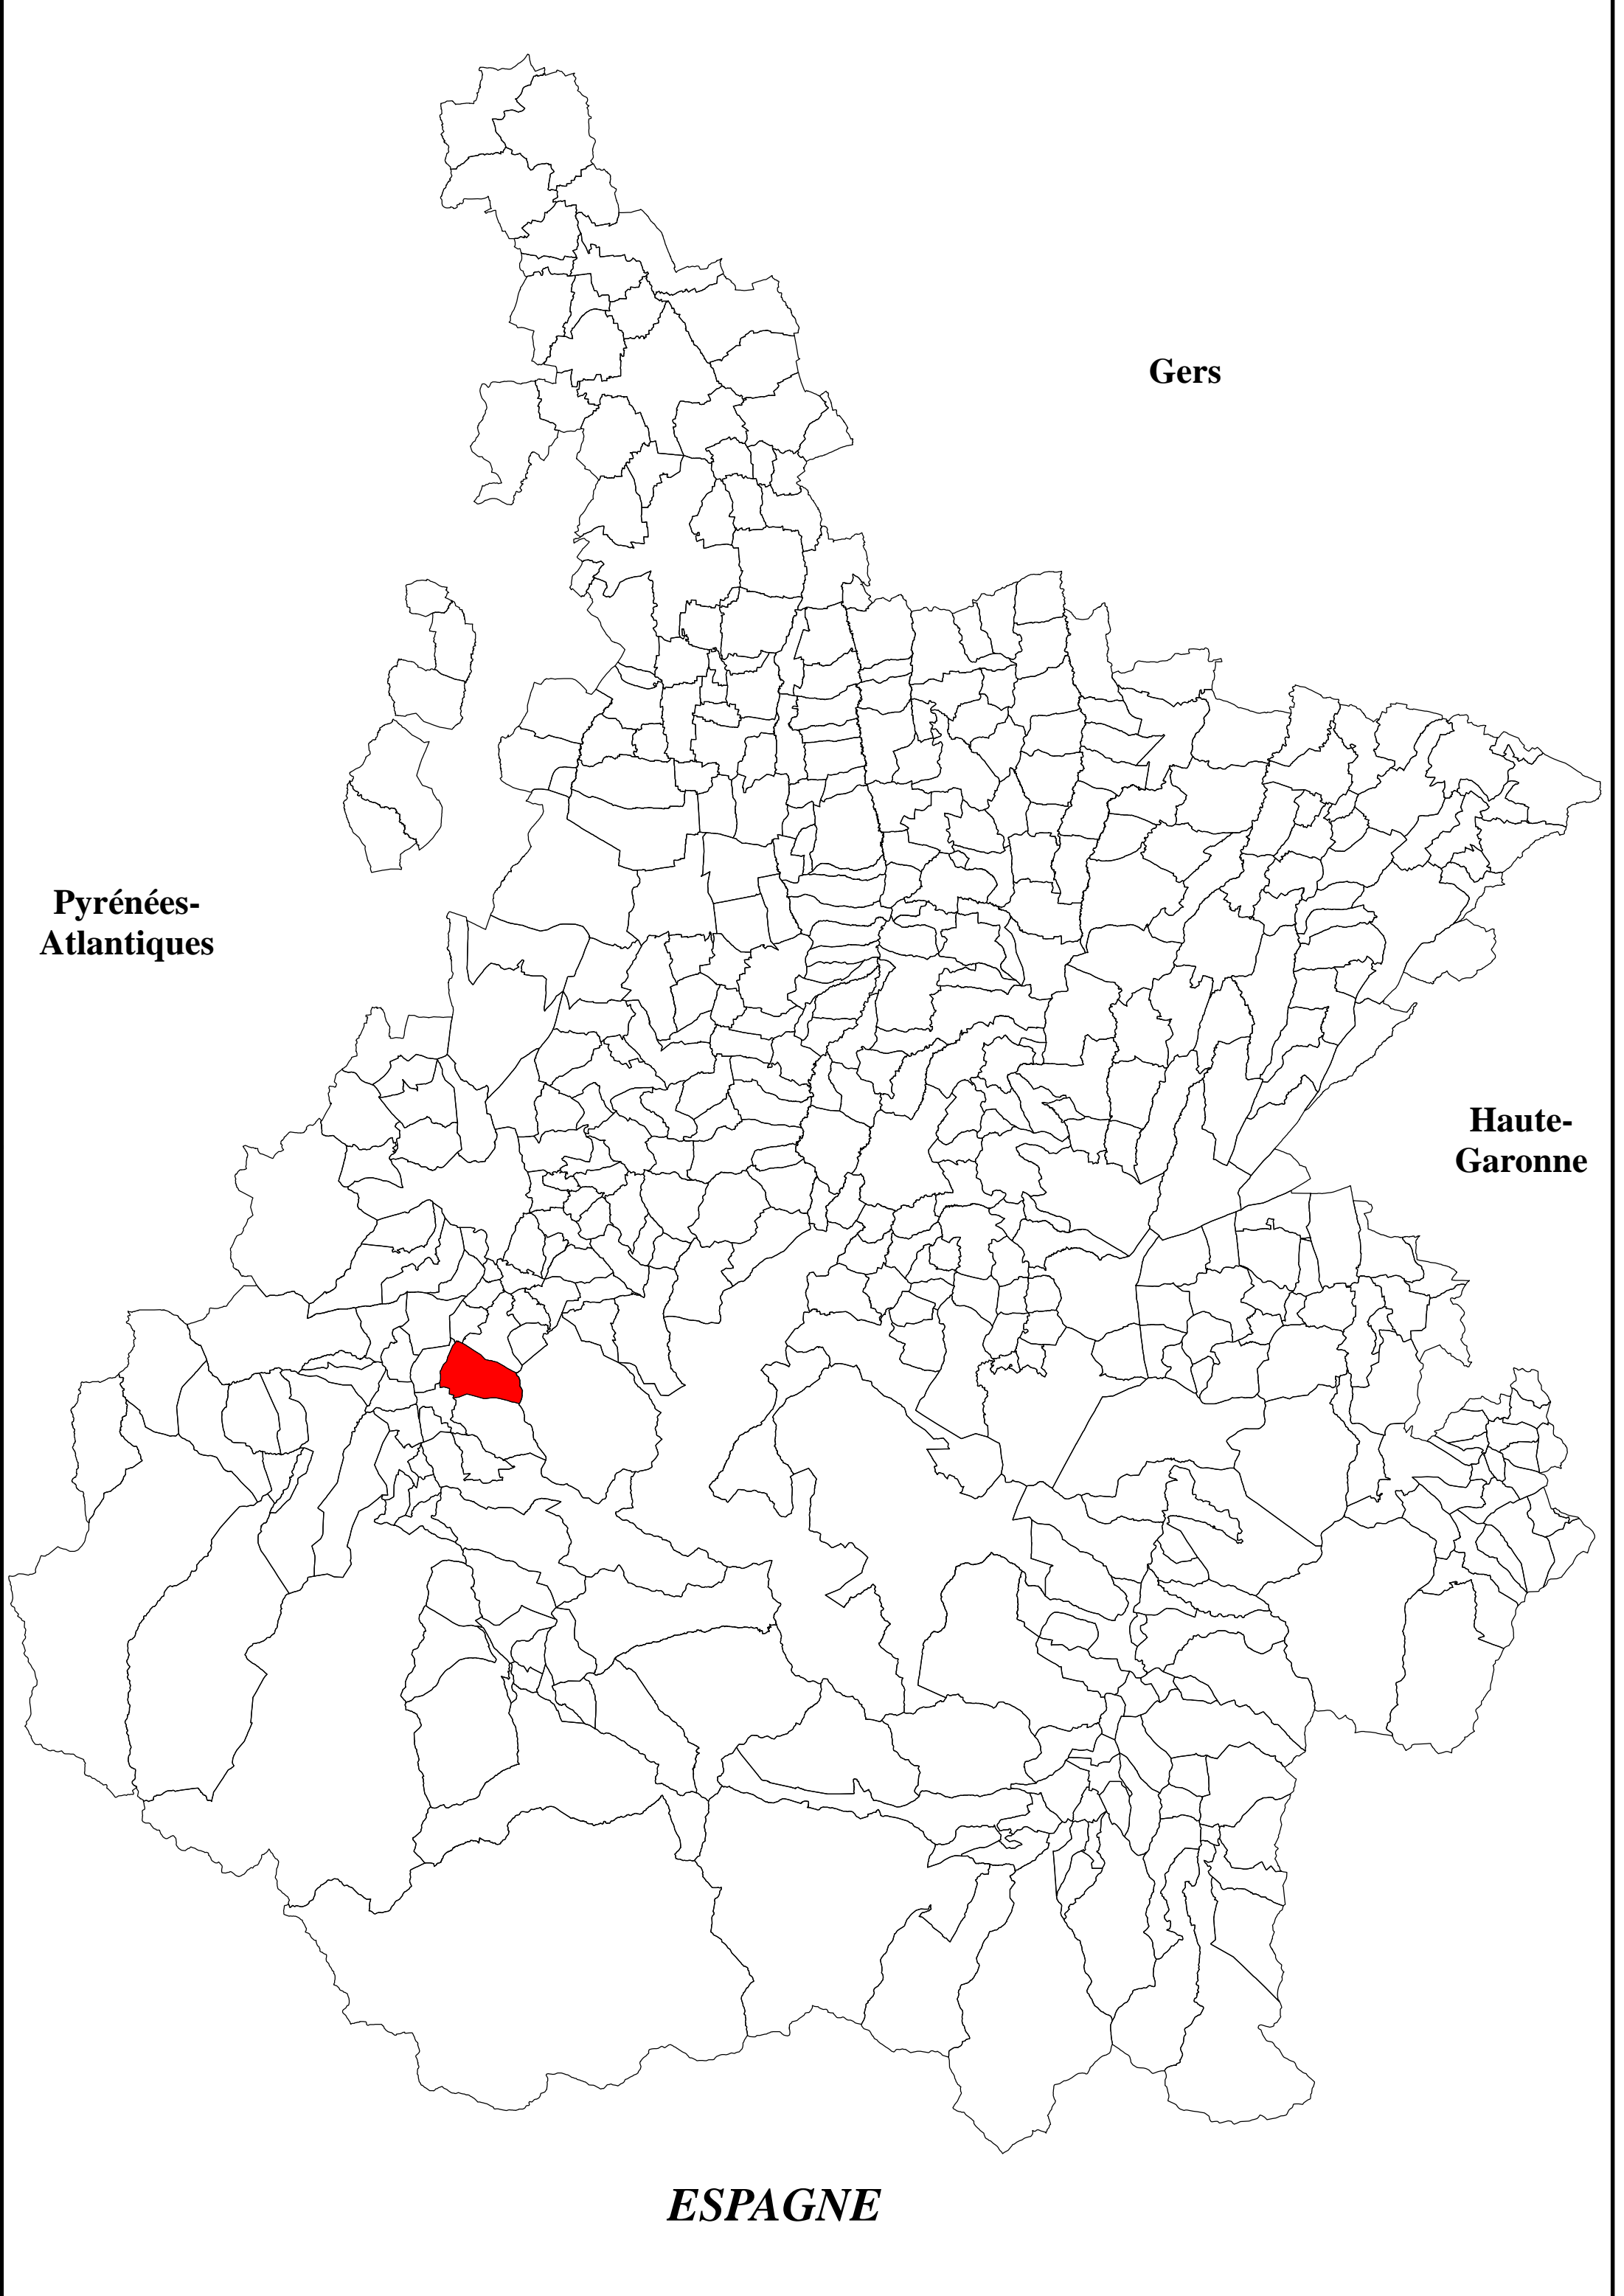 Gers
Pyrénées-
Atlantiques
Haute-
Garonne
ESPAGNE